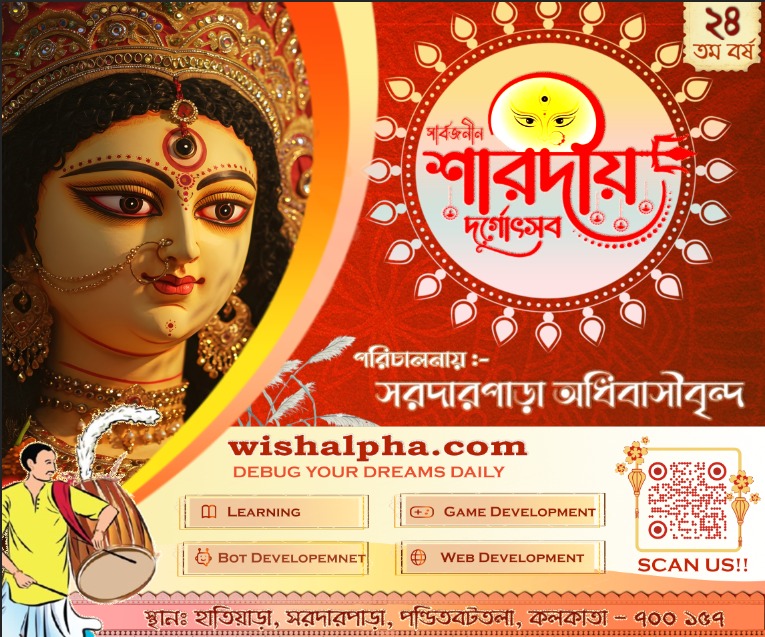 ২৪
তম বর্ষ
সার্বজনীন
শারদীয়
দূর্গোৎসব
পরিচালনায় :-
সরদারপাড়া অধিবাসীবৃন্দ
wishalpha.com
DEBUG YOUR DREAMS DAILY
LEARNING
GAME DEVELOPMENT
BOT DEVELOPEMNET
WEB DEVELOPMENT
SCAN US!!
স্থানঃ হাতিয়াড়া, সরদারপাড়া, পন্ডিতবটতলা, কলকাতা - ৭০০ ১৫৭